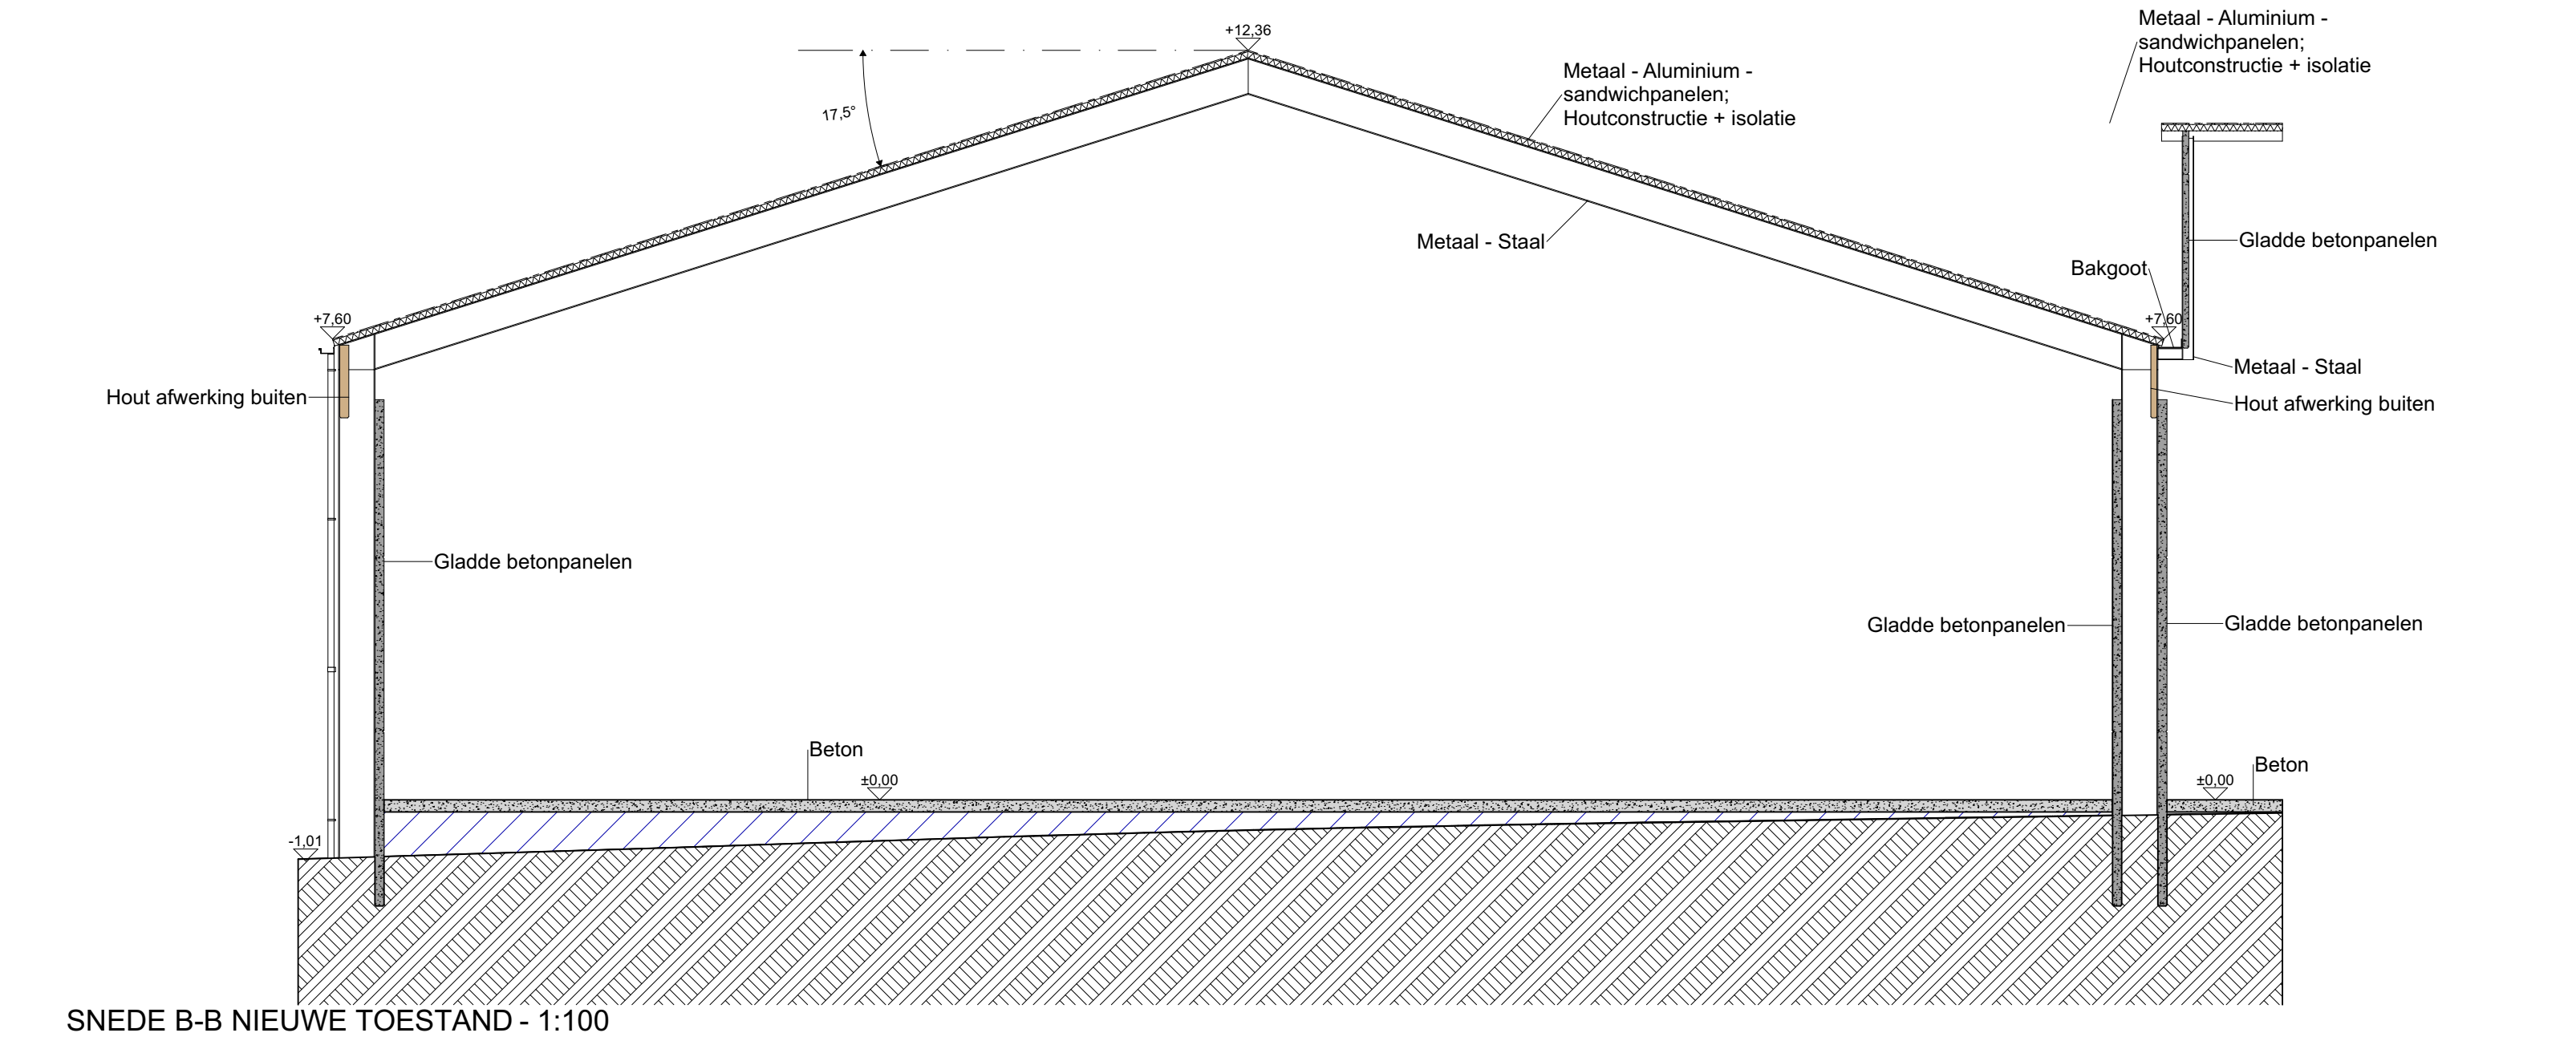 +12,36
Metaal - Aluminium -
sandwichpanelen;
Houtconstructie + isolatie
Metaal - Aluminium -
sandwichpanelen;
Houtconstructie + isolatie
17,5°
Metaal - Staal
Gladde betonpanelen
Bakgoot
+7,60
+7,60
Metaal - Staal
Hout afwerking buiten
Hout afwerking buiten
Gladde betonpanelen
Gladde betonpanelen
Gladde betonpanelen
Beton
±0,00
Beton
±0,00
-1,01
SNEDE B-B NIEUWE TOESTAND - 1:100